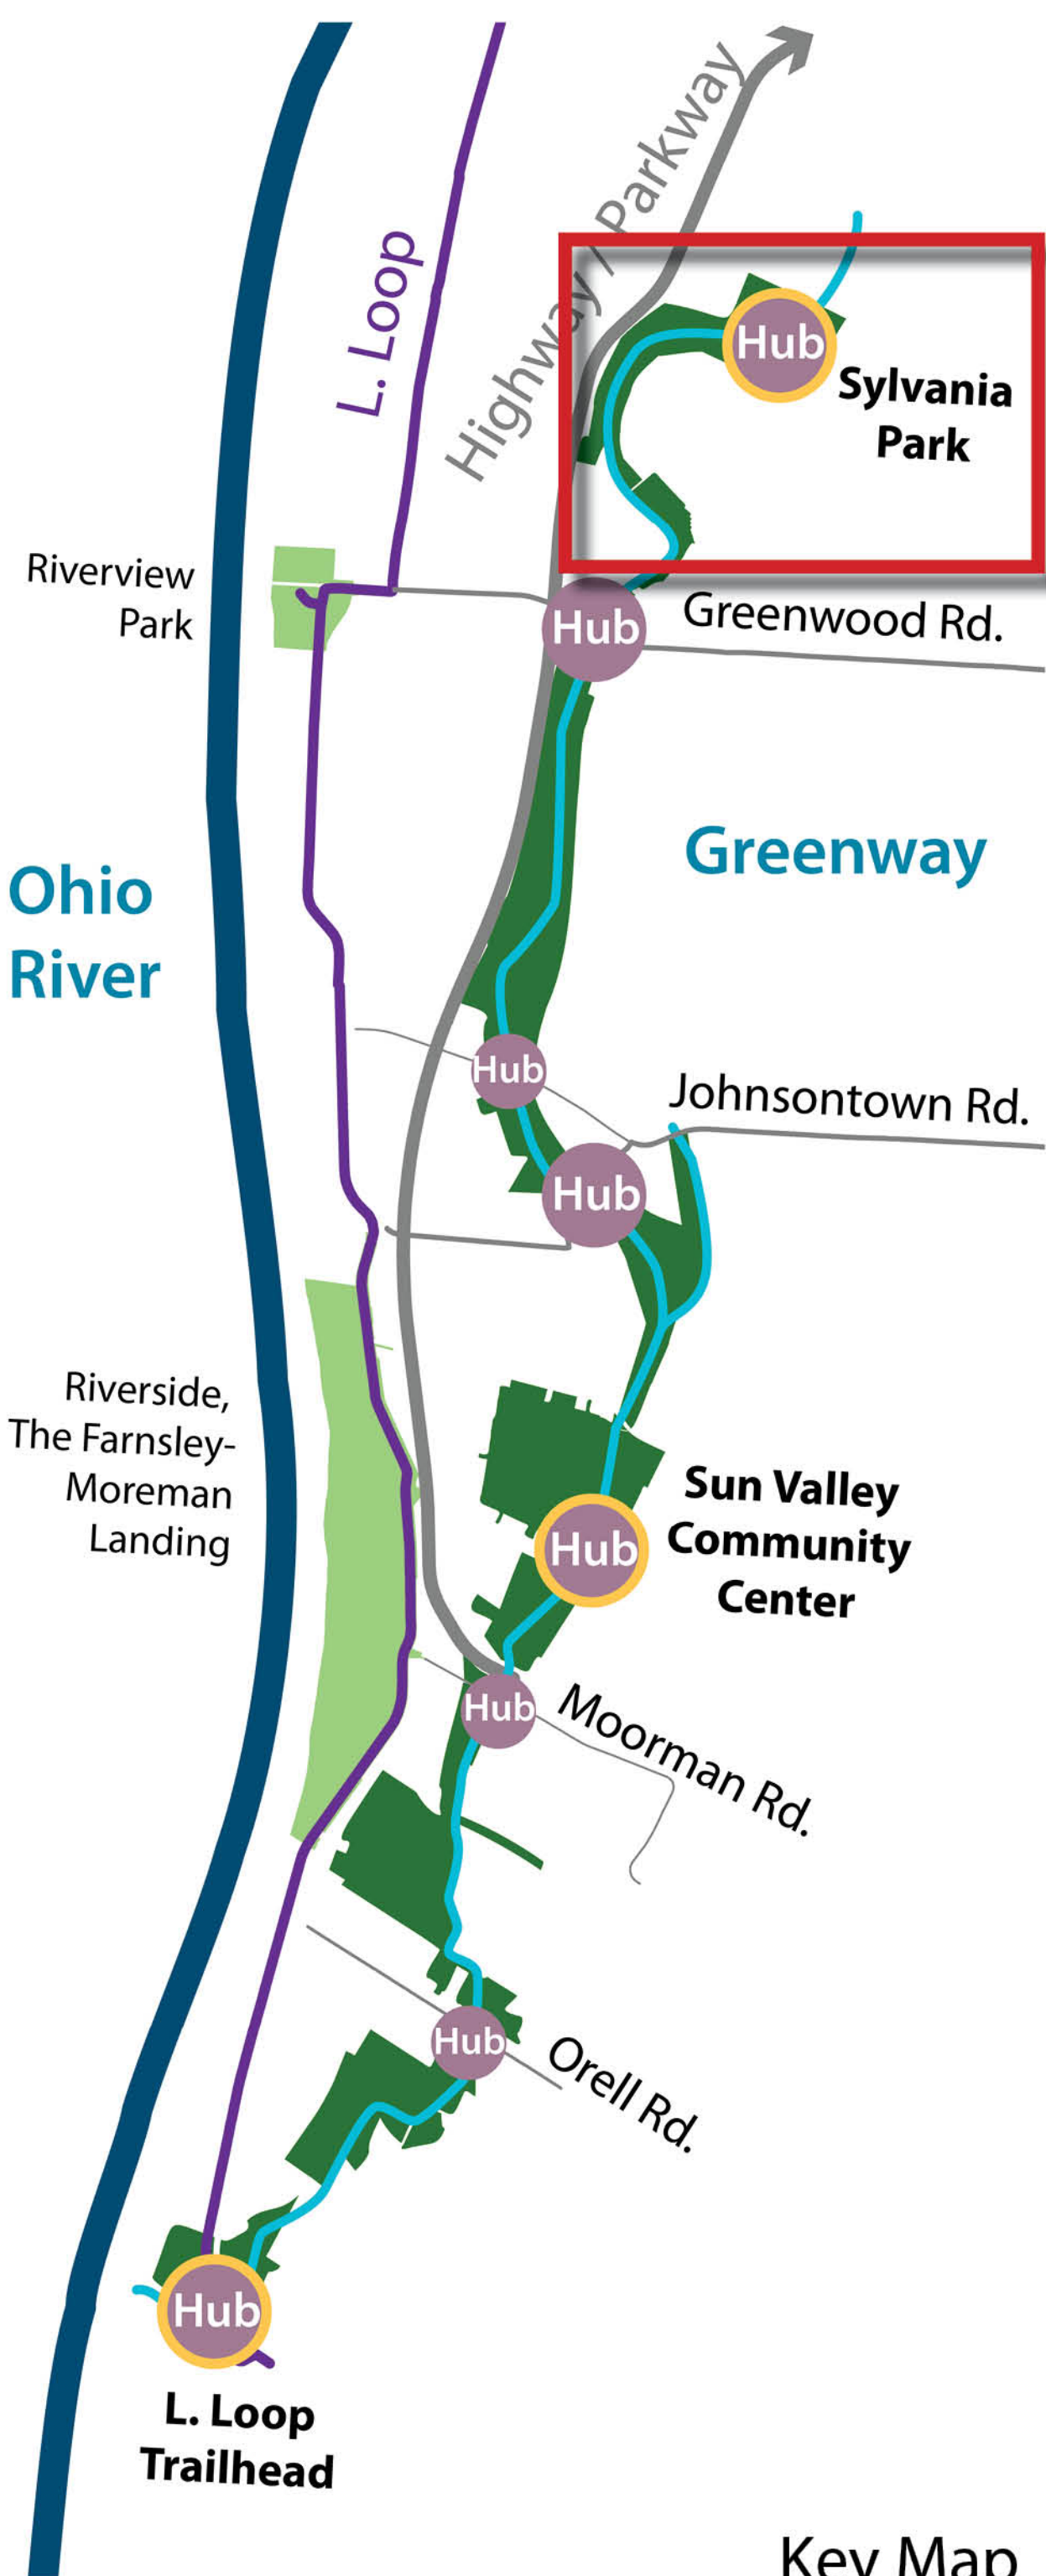 Highway / Parkway
L. Loop
Hub
Sylvania
Park
Riverview
Park
Hub
Greenwood Rd.
Greenway
Ohio
River
Hub
Johnsontown Rd.
Hub
Riverside,
The Farnsley-
Moreman
Landing
Sun Valley
Community
Center
Hub
Hub
Moorman Rd.
Hub
Orell Rd.
Hub
L. Loop
Trailhead
Key Map